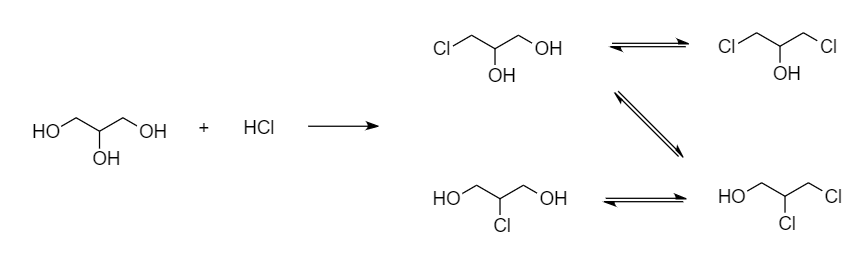 HO OH
OH
+
HCl
Cl OH
OH
Cl Cl
OH
HO OH
Cl
HO Cl
Cl